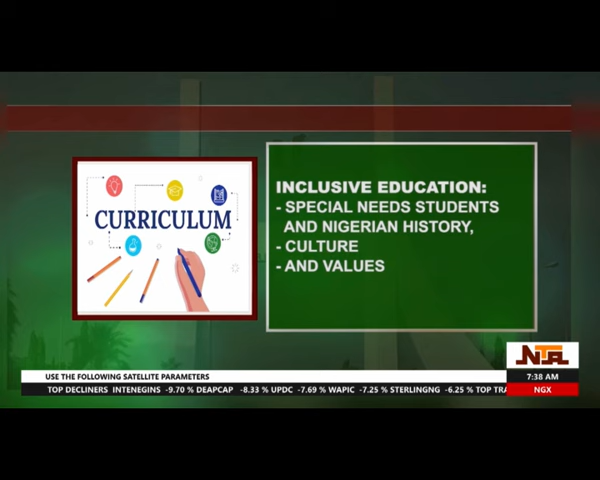 CURRICULUM
INCLUSIVE EDUCATION:
- SPECIAL NEEDS STUDENTS
AND NIGERIAN HISTORY,
- CULTURE
- AND VALUES
NTA
USE THE FOLLOWING SATELLITE PARAMETERS
7:38 AM
TOP DECLINERS INTENEGINS -9.70 % DEAPCAP -8.33 % UPDC -7.69 % WAPIC -7.25 % STERLINGNG -6.25 % TOP TRA
NGX